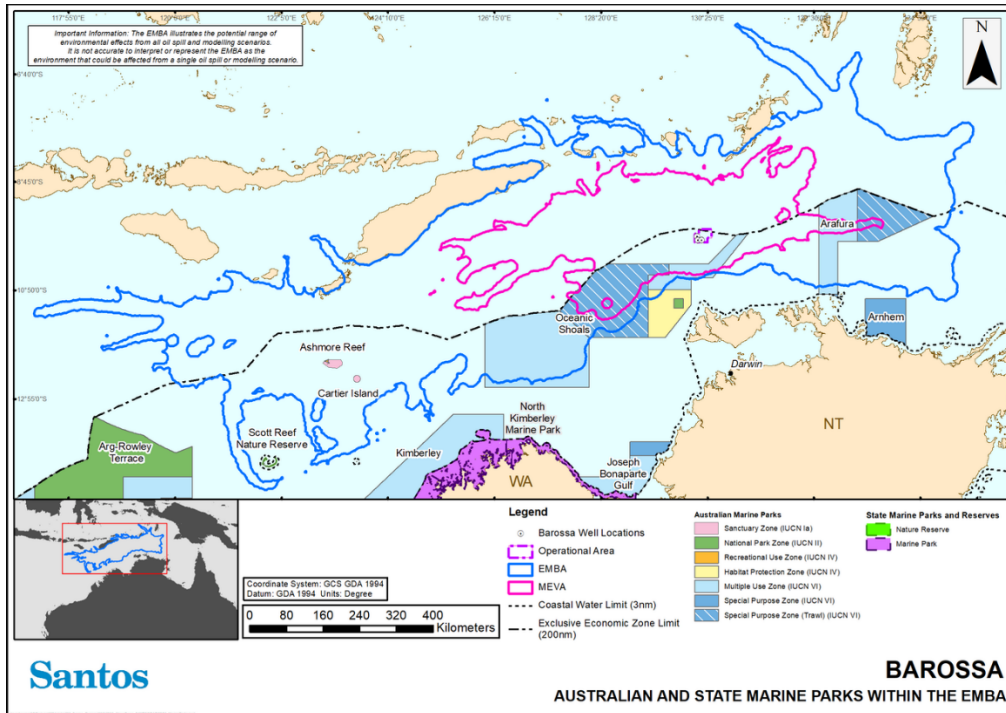 117°55'0"E
120°5'0"E
122°5'0"E
124°10'0"E
126°15'0"E
128°20'0"E
130°25'0"E
Important Information: The EMBA illustrates the potential range of
environmental effects from all oil spill and modelling scenarios.
It is not accurate to interpret or represent the EMBA as the
environment that could be affected from a single oil spill or modelling scenario.
N
8°45'0"S
10°50'0"S
12°55'0"S
Arafura
Oceanic
Shoals
Arnhem
Ashmore Reef
Cartier Island
Darwin
NT
North
Kimberley
Marine Park
Scott Reef
Nature Reserve
Arg-Rowley
Terrace
Kimberley
Joseph
Bonaparte
Gulf
WA
Legend
Barossa Well Locations
Operational Area
EMBA
MEVA
Coastal Water Limit (3nm)
Exclusive Economic Zone Limit
(200nm)
Australian Marine Parks
Sanctuary Zone (IUCN Ia)
National Park Zone (IUCN II)
Recreational Use Zone (IUCN IV)
Habitat Protection Zone (IUCN IV)
Multiple Use Zone (IUCN VI)
Special Purpose Zone (IUCN VI)
Special Purpose Zone (Trawl) (IUCN VI)
State Marine Parks and Reserves
Nature Reserve
Marine Park
Coordinate System: GCS GDA 1994
Datum: GDA 1994 Units: Degree
0 80 160 240 320 400
Kilometers
Santos
BAROSSA
AUSTRALIAN AND STATE MARINE PARKS WITHIN THE EMBA